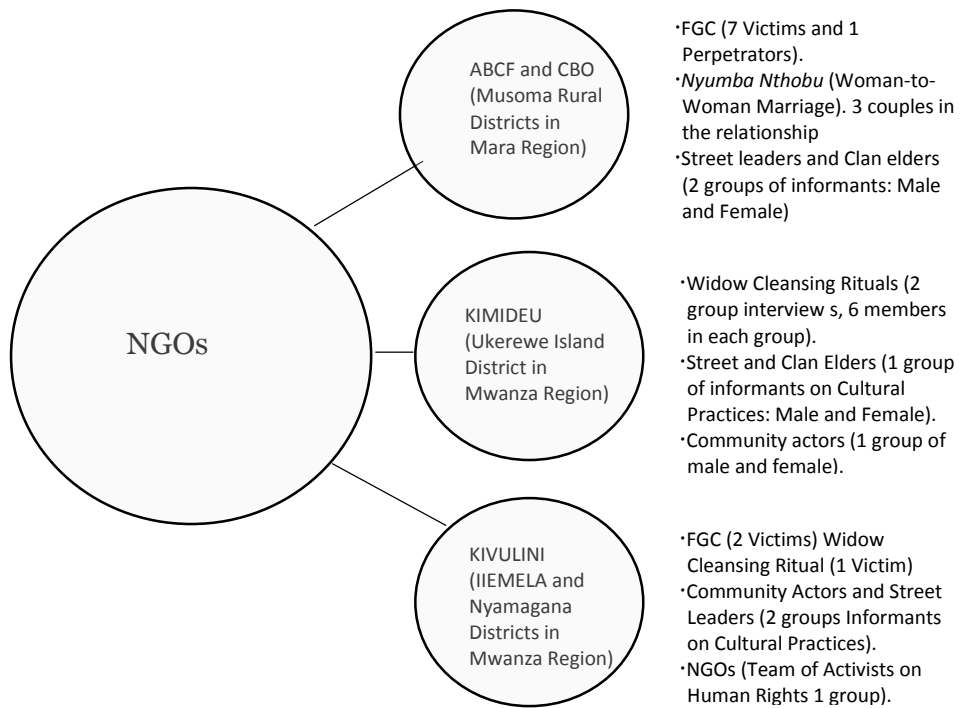 NGOs
ABCF and CBO
(Musoma Rural
Districts in
Mara Region)
·FGC (7 Victims and 1
Perpetrators).
·Nyumba Nthobu (Woman-to-
Woman Marriage). 3 couples in
the relationship
·Street leaders and Clan elders
(2 groups of informants: Male
and Female)
KIMIDEU
(Ukerewe Island
District in
Mwanza Region)
·Widow Cleansing Rituals (2
group interview s, 6 members
in each group).
·Street and Clan Elders (1 group
of informants on Cultural
Practices: Male and Female).
·Community actors (1 group of
male and female).
KIVULINI
(IIEMELA and
Nyamagana
Districts in
Mwanza Region)
·FGC (2 Victims) Widow
Cleansing Ritual (1 Victim)
·Community Actors and Street
Leaders (2 groups Informants
on Cultural Practices).
·NGOs (Team of Activists on
Human Rights 1 group).